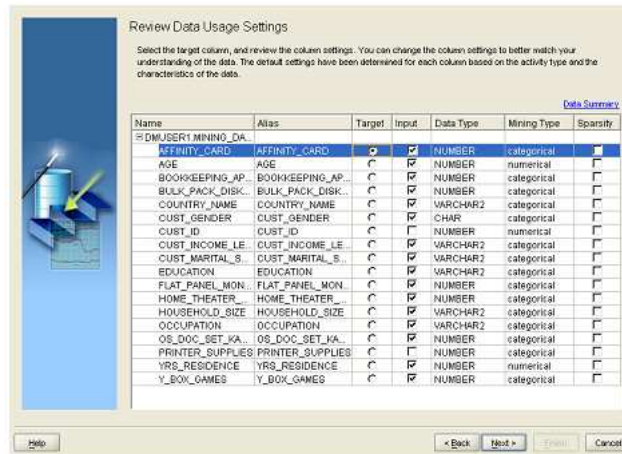 Review Data Usage Settings
Select the target column, and review the column settings. You can change the column settings to better match your
understanding of the data. The default settings have been determined for each column based on the activity type and the
characteristics of the data.
Data Summary
Name Alias Target Input Data Type Mining Type Sparsity
DMUSER1.MINING_DA...
AFFINITY_CARD AFFINITY_CARD NUMBER categorical
AGE AGE NUMBER numerical
BOOKKEEPING_AP... BOOKKEEPING_AP... NUMBER categorical
BULK_PACK_DISK... BULK_PACK_DISK... NUMBER categorical
COUNTRY_NAME COUNTRY_NAME VARCHAR2 categorical
CUST_GENDER CUST_GENDER CHAR categorical
CUST_ID CUST_ID NUMBER numerical
CUST_INCOME_LE... CUST_INCOME_LE... VARCHAR2 categorical
CUST_MARITAL_S... CUST_MARITAL_S... VARCHAR2 categorical
EDUCATION EDUCATION VARCHAR2 categorical
FLAT_PANEL_MON... FLAT_PANEL_MON... NUMBER categorical
HOME_THEATER_... HOME_THEATER_... NUMBER categorical
HOUSEHOLD_SIZE HOUSEHOLD_SIZE VARCHAR2 categorical
OCCUPATION OCCUPATION VARCHAR2 categorical
OS_DOC_SET_KA... OS_DOC_SET_KA... NUMBER categorical
PRINTER_SUPPLIES PRINTER_SUPPLIES NUMBER categorical
YRS_RESIDENCE YRS_RESIDENCE NUMBER numerical
Y_BOX_GAMES Y_BOX_GAMES NUMBER categorical
Help < Back Next > Finish Cancel